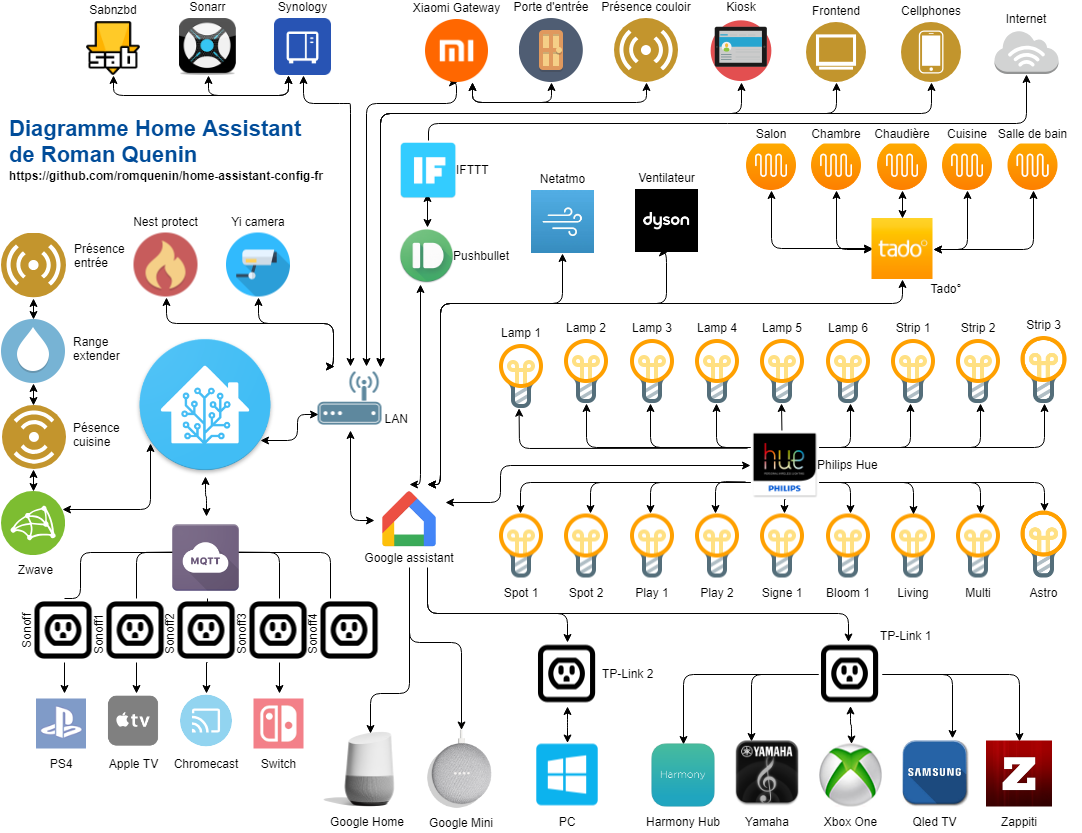 Sabnzbd
Sonarr
Synology
Xiaomi Gateway
Porte d'entrée
Présence couloir
Kiosk
Frontend
Cellphones
Internet
sab
Diagramme Home Assistant
de Roman Quenin
https://github.com/romquenin/home-assistant-config-fr
IF
IFTTT
Pushbullet
Netatmo
Ventilateur
dyson
Salon
Chambre
Chaudière
Cuisine
Salle de bain
tado°
Tado°
Nest protect
Yi camera
Présence
entrée
Range
extender
Pésence
cuisine
Zwave
LAN
Lamp 1
Lamp 2
Lamp 3
Lamp 4
Lamp 5
Lamp 6
Strip 1
Strip 2
Strip 3
hue
PHILIPS
Philips Hue
Google assistant
MQTT
Spot 1
Spot 2
Play 1
Play 2
Signe 1
Bloom 1
Living
Multi
Astro
Sonoff
Sonoff1
Sonoff2
Sonoff3
Sonoff4
TP-Link 2
TP-Link 1
tv
PS4
Apple TV
Chromecast
Switch
Harmony
YAMAHA
SAMSUNG
Z
Google Home
Google Mini
PC
Harmony Hub
Yamaha
Xbox One
Qled TV
Zappiti